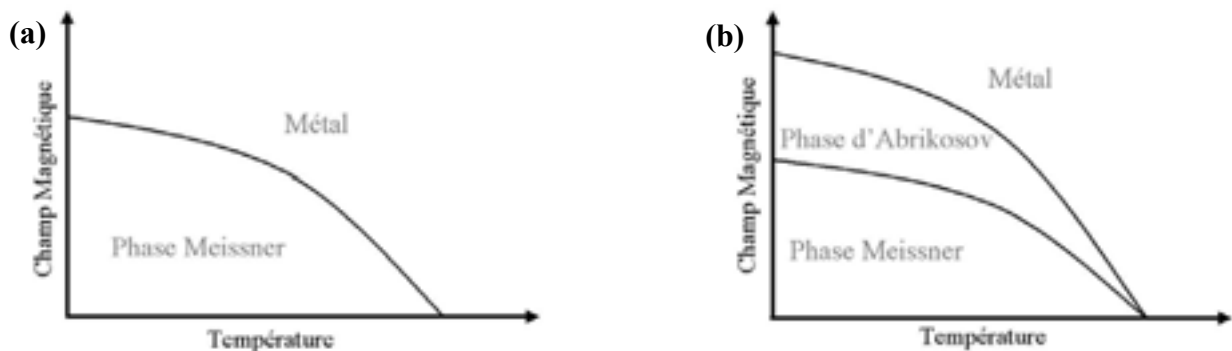 (a)
Champ Magnétique
Métal
Phase Meissner
Température
(b)
Champ Magnétique
Métal
Phase d'Abrikosov
Phase Meissner
Température